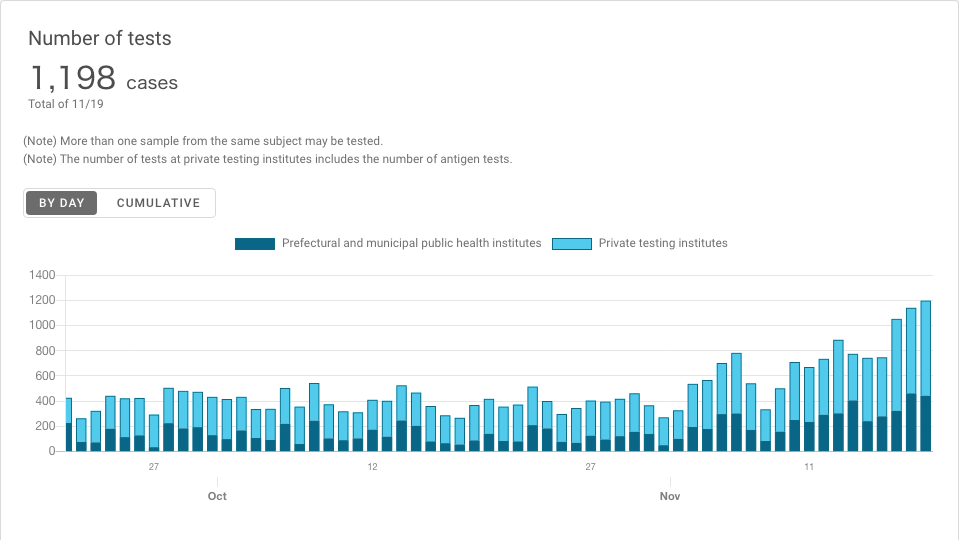 Number of tests
1,198 cases
Total of 11/19
(Note) More than one sample from the same subject may be tested.
(Note) The number of tests at private testing institutes includes the number of antigen tests.
BY DAY CUMULATIVE
Prefectural and municipal public health institutes Private testing institutes
1400
1200
1000
800
600
400
200
0
27 12 27 11
Oct Nov